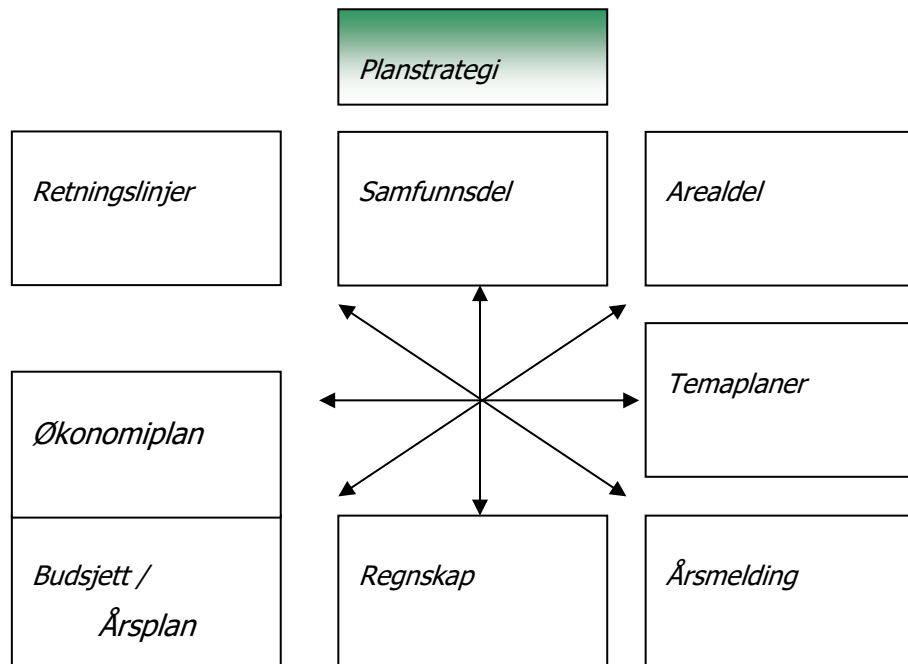 Planstrategi
Retningslinjer
Samfunnsdel
Arealdel
Temaplaner
Økonomiplan
Budsjett /
Årsplan
Regnskap
Årsmelding